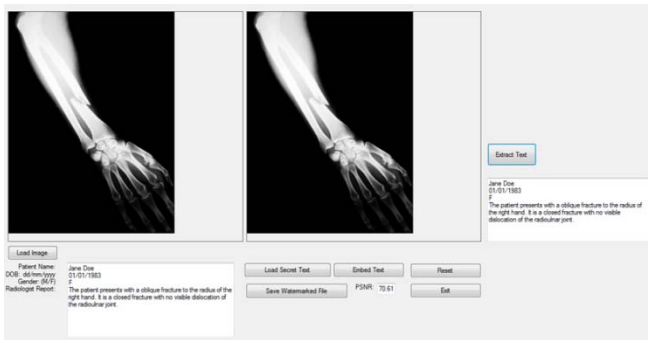 Extract Text
Jane Doe
01/01/1983
F
The patient presents with a oblique fracture to the radius of
the right hand. It is a closed fracture with no visible
dislocation of the radioulnar joint.
Load Image
Patient Name:
DOB: dd/mm/yyyy
Gender: (M/F)
Radiologist Report:
Jane Doe
01/01/1983
F
The patient presents with a oblique fracture to the radius of the
right hand. It is a closed fracture with no visible dislocation of
the radioulnar joint.
Load Secret Text
Embed Text
Reset
Save Watermarked File
PSNR: 70.61
Exit